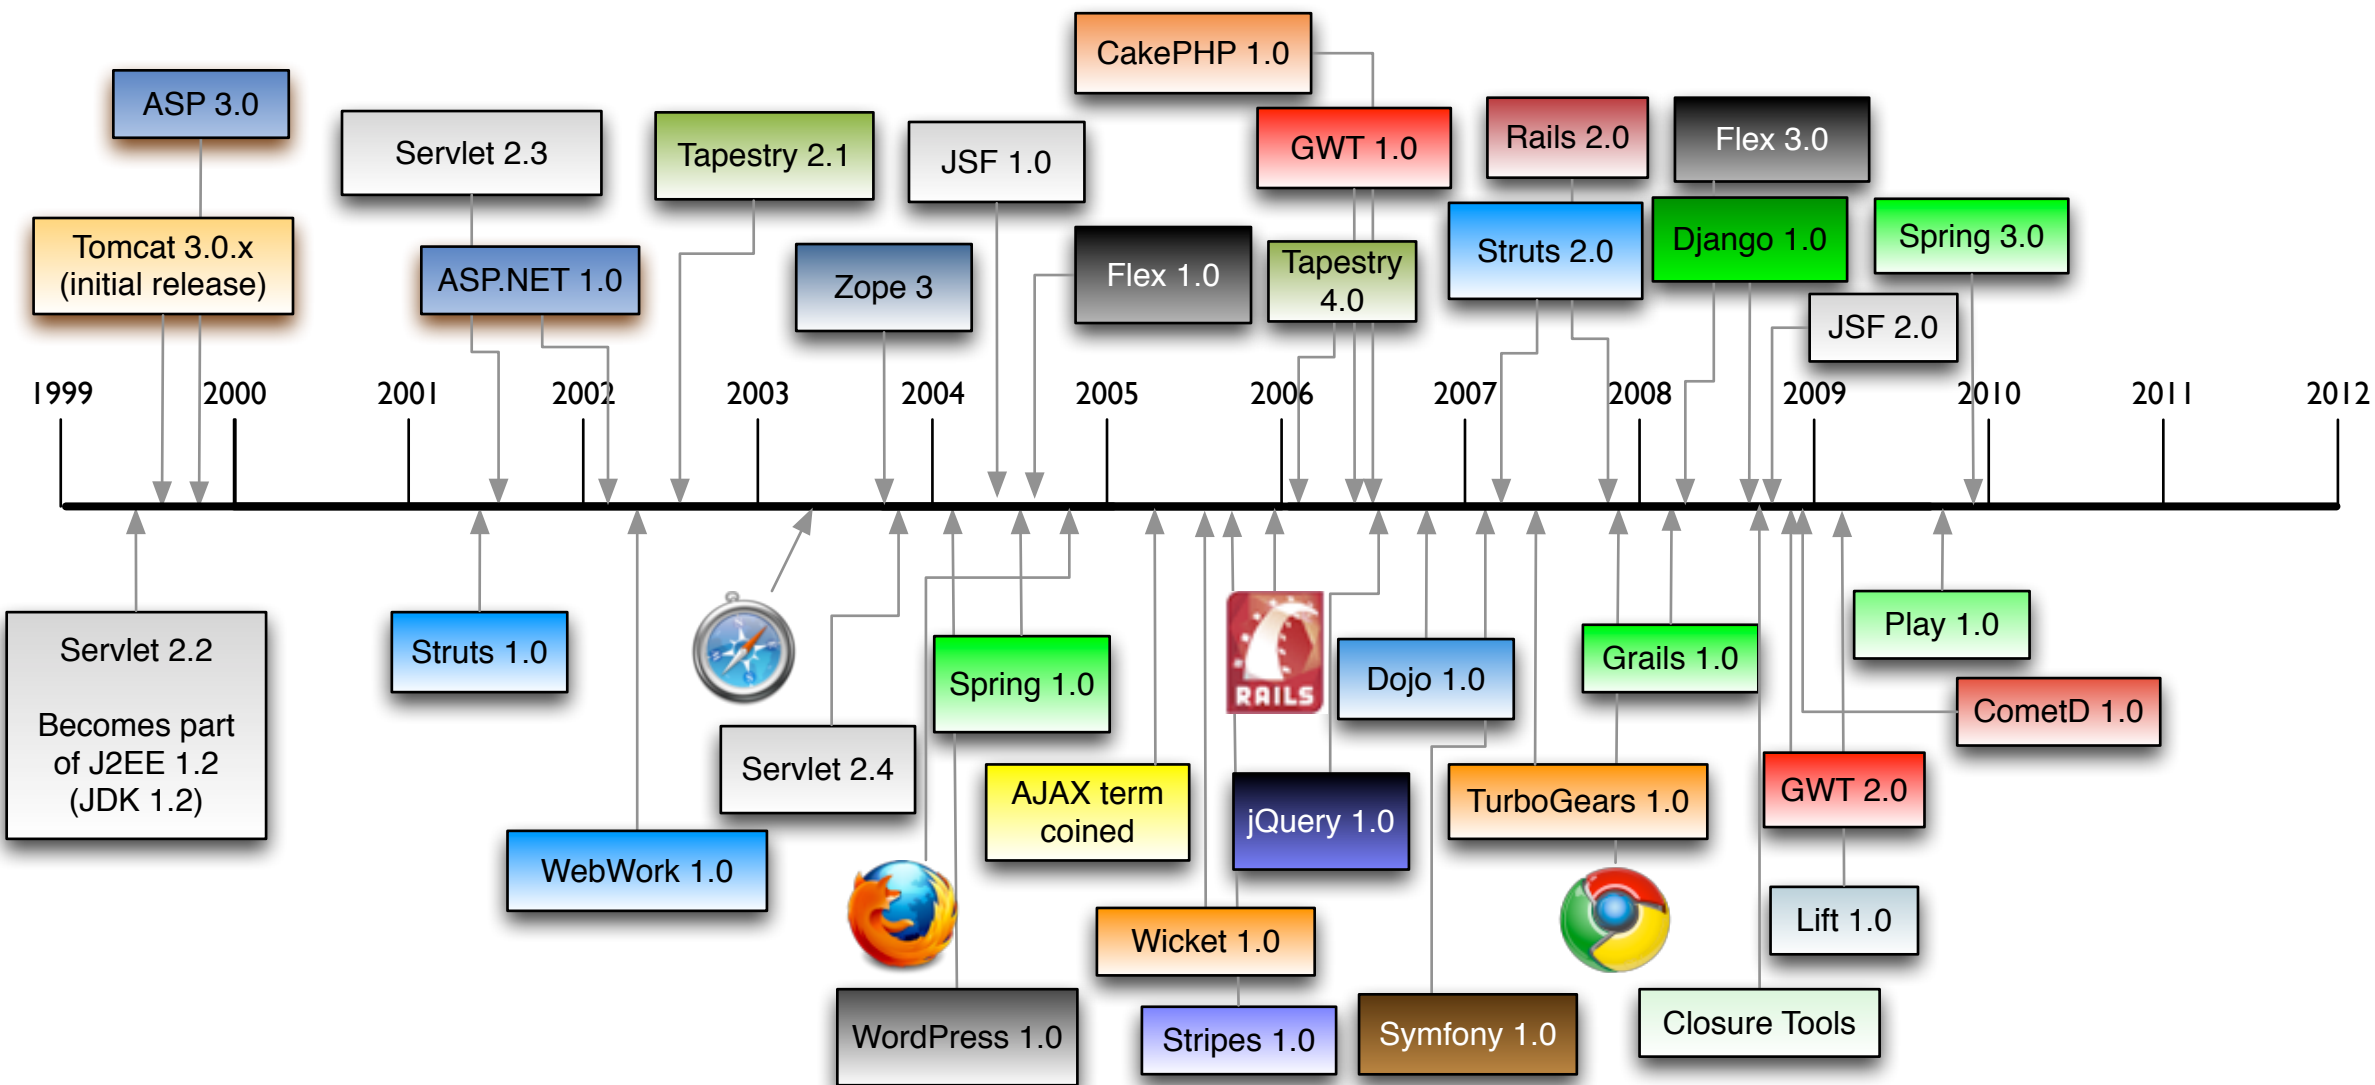 CakePHP 1.0
ASP 3.0
Servlet 2.3
Tapestry 2.1
JSF 1.0
GWT 1.0
Rails 2.0
Flex 3.0
Tomcat 3.0.x
(initial release)
ASP.NET 1.0
Zope 3
Flex 1.0
Tapestry
4.0
Struts 2.0
Django 1.0
Spring 3.0
JSF 2.0
1999
2000
2001
2002
2003
2004
2005
2006
2007
2008
2009
2010
2011
2012
Servlet 2.2
Becomes part
of J2EE 1.2
(JDK 1.2)
Struts 1.0
Spring 1.0
RAILS
Dojo 1.0
Grails 1.0
Play 1.0
CometD 1.0
Servlet 2.4
AJAX term
coined
jQuery 1.0
TurboGears 1.0
GWT 2.0
WebWork 1.0
Wicket 1.0
Lift 1.0
WordPress 1.0
Stripes 1.0
Symfony 1.0
Closure Tools